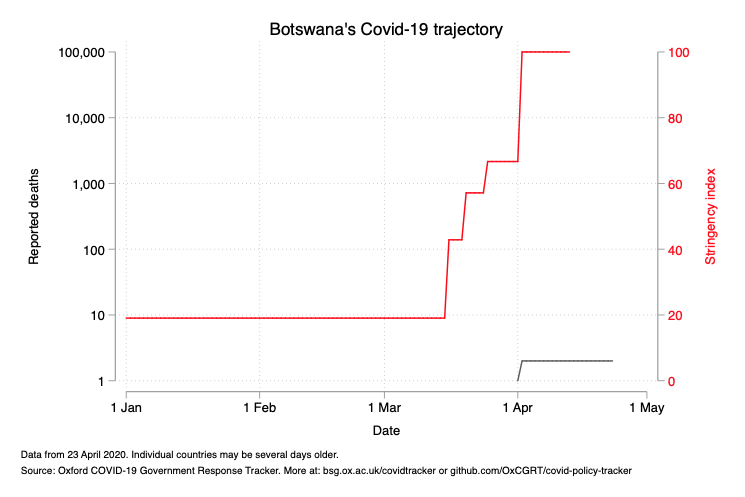 Botswana's Covid-19 trajectory
100,000
10,000
1,000
100
10
1
Reported deaths
100
80
60
40
20
0
Stringency index
1 Jan
1 Feb
1 Mar
1 Apr
1 May
Date
Data from 23 April 2020. Individual countries may be several days older.
Source: Oxford COVID-19 Government Response Tracker. More at: bsg.ox.ac.uk/covidtracker or github.com/OxCGRT/covid-policy-tracker